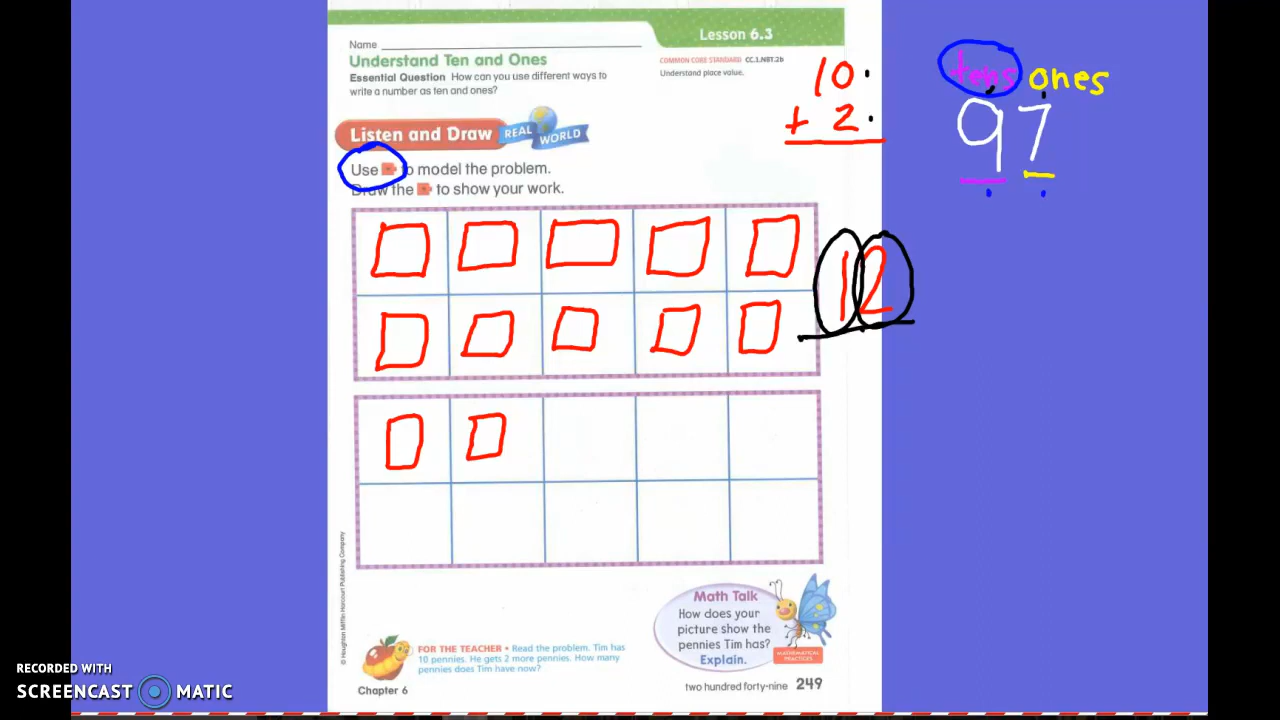 Lesson 6.3
Name
Understand Ten and Ones
Essential Question How can you use different ways to
write a number as ten and ones?
COMMON CORE STANDARD CC.1.NBT.2b
Understand place value.
10
+ 2
tens ones
97
Listen and Draw REAL WORLD
Use to model the problem.
Draw the to show your work.
12
Math Talk
How does your
picture show the
pennies Tim has?
Explain.
MATHEMATICAL
PRACTICES
FOR THE TEACHER • Read the problem. Tim has
10 pennies. He gets 2 more pennies. How many
pennies does Tim have now?
© Houghton Mifflin Harcourt Publishing Company
Chapter 6
two hundred forty-nine 249
RECORDED WITH
SCREENCAST MATIC